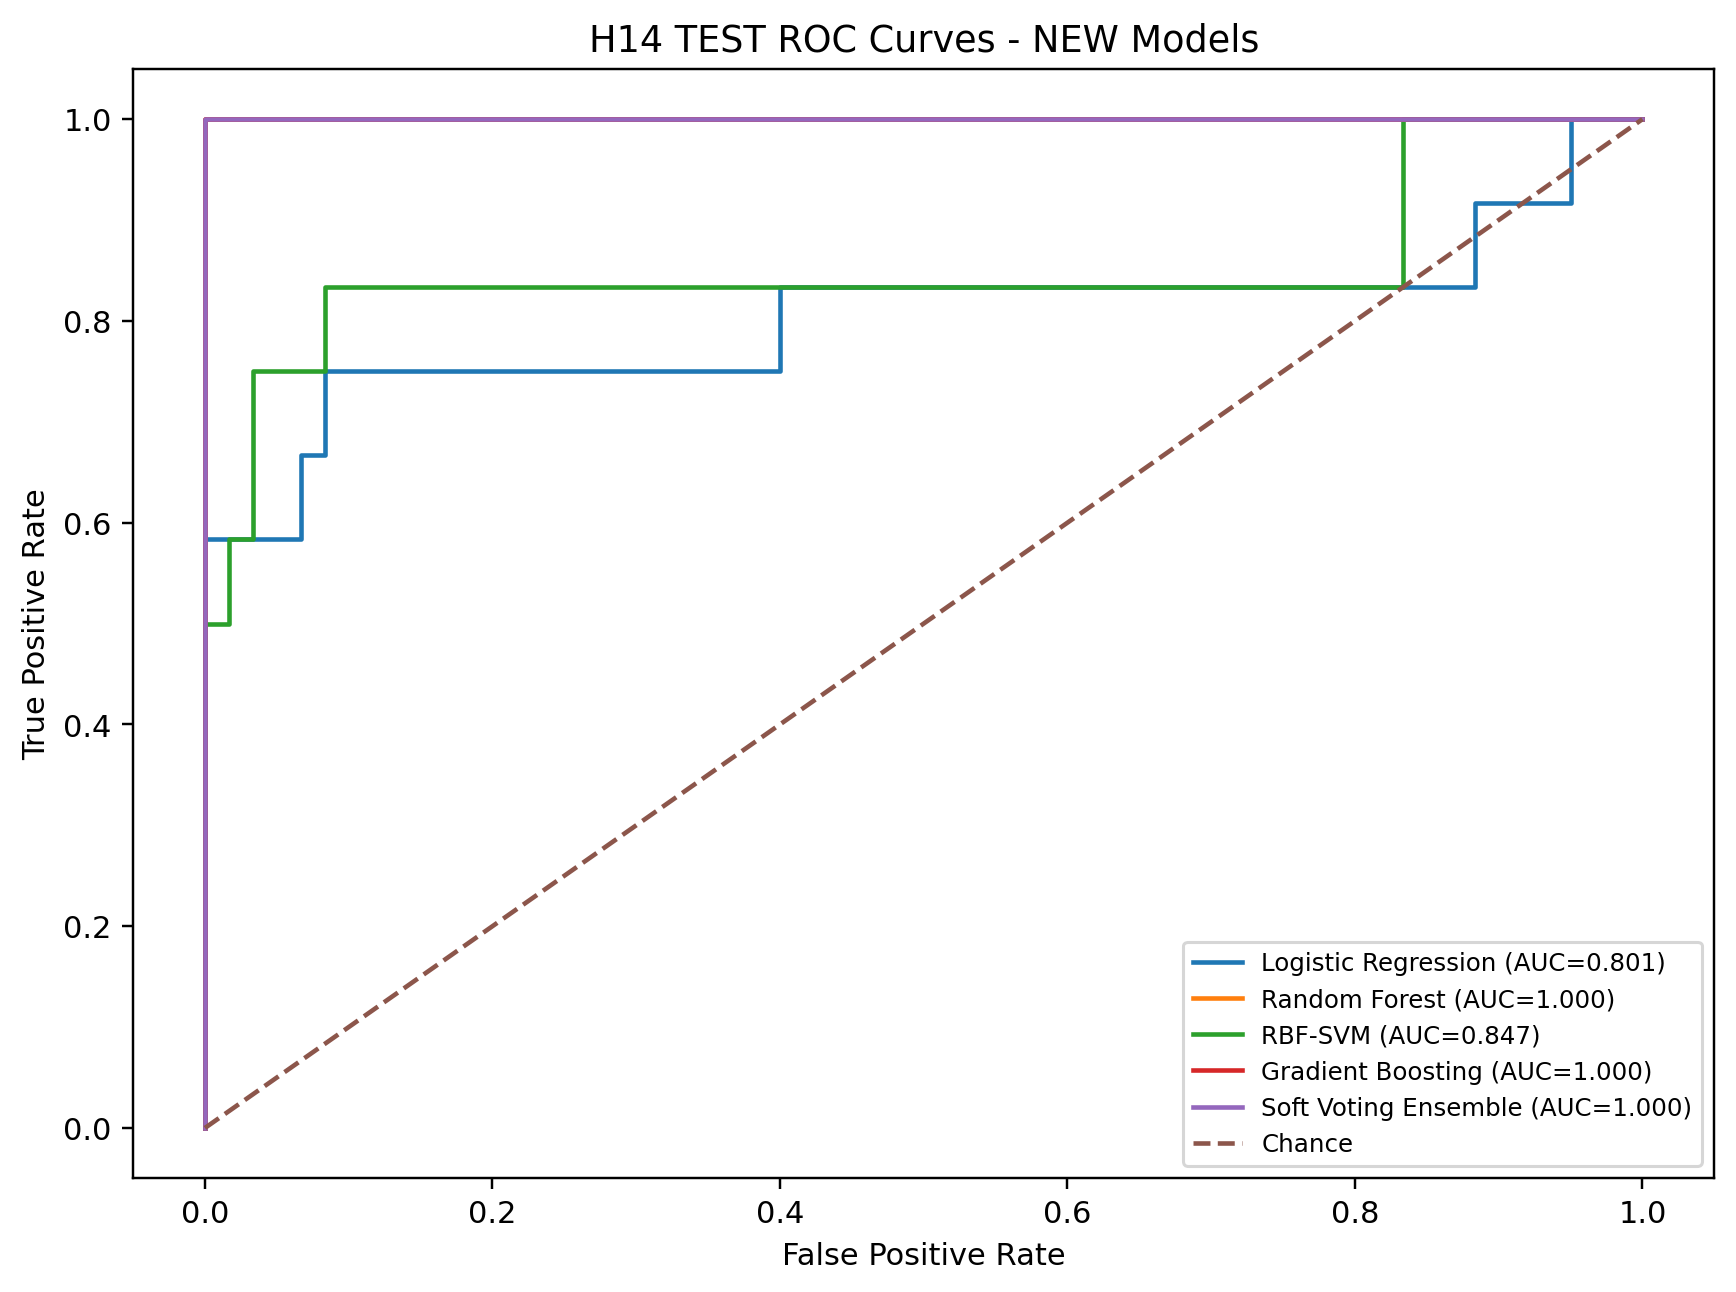 H14 TEST ROC Curves - NEW Models
True Positive Rate
1.0
0.8
0.6
0.4
0.2
0.0
Logistic Regression (AUC=0.801)
Random Forest (AUC=1.000)
RBF-SVM (AUC=0.847)
Gradient Boosting (AUC=1.000)
Soft Voting Ensemble (AUC=1.000)
Chance
0.0 0.2 0.4 0.6 0.8 1.0
False Positive Rate